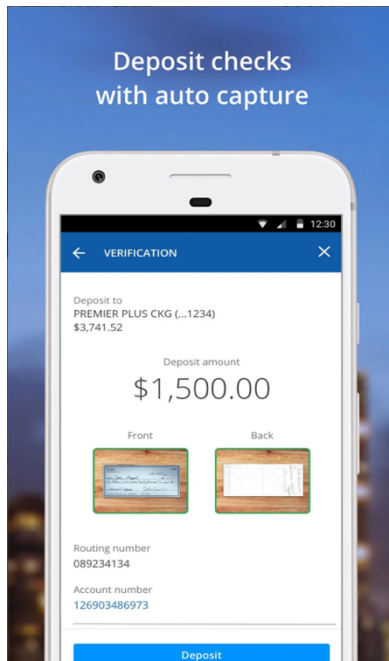 Deposit checks
with auto capture
12:30
VERIFICATION
Deposit to
PREMIER PLUS CKG (...1234)
$3,741.52
Deposit amount
$1,500.00
Front Back
Routing number
089234134
Account number
126903486973
Deposit